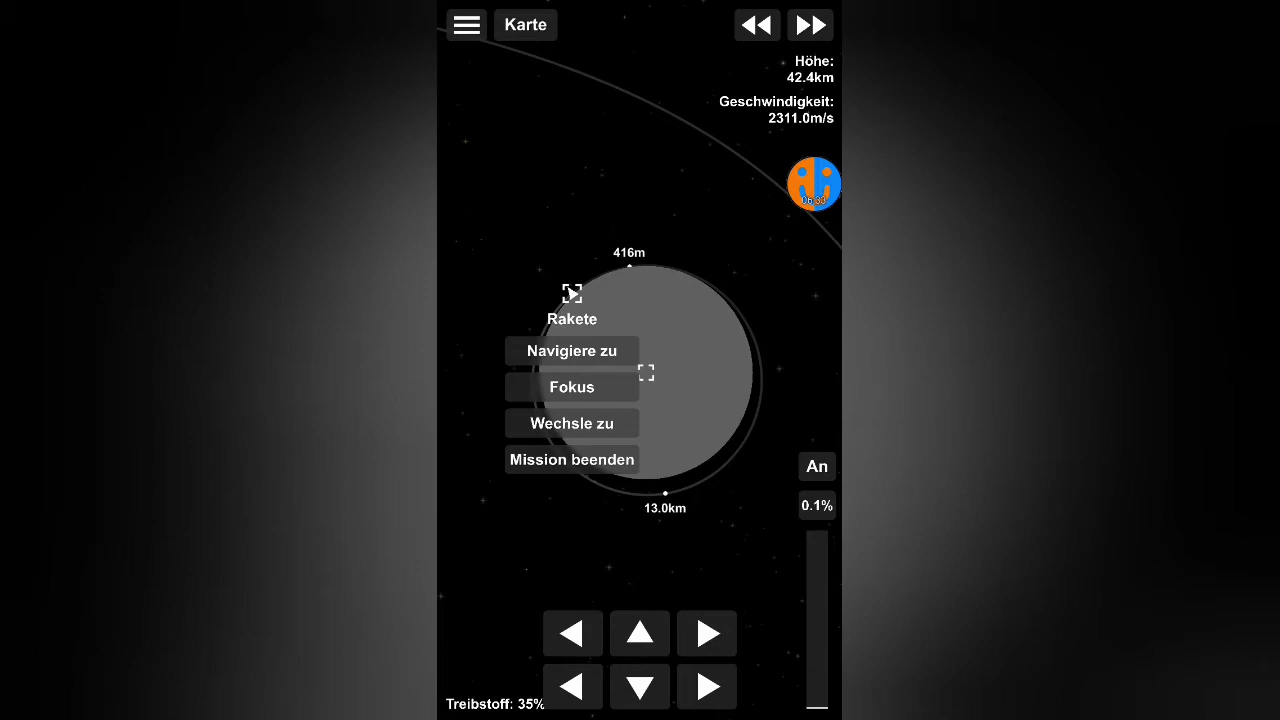 Karte
Höhe:
42.4km
Geschwindigkeit:
2311.0m/s
416m
Rakete
Navigiere zu
Fokus
Wechsle zu
Mission beenden
An
0.1%
13.0km
Treibstoff: 35%